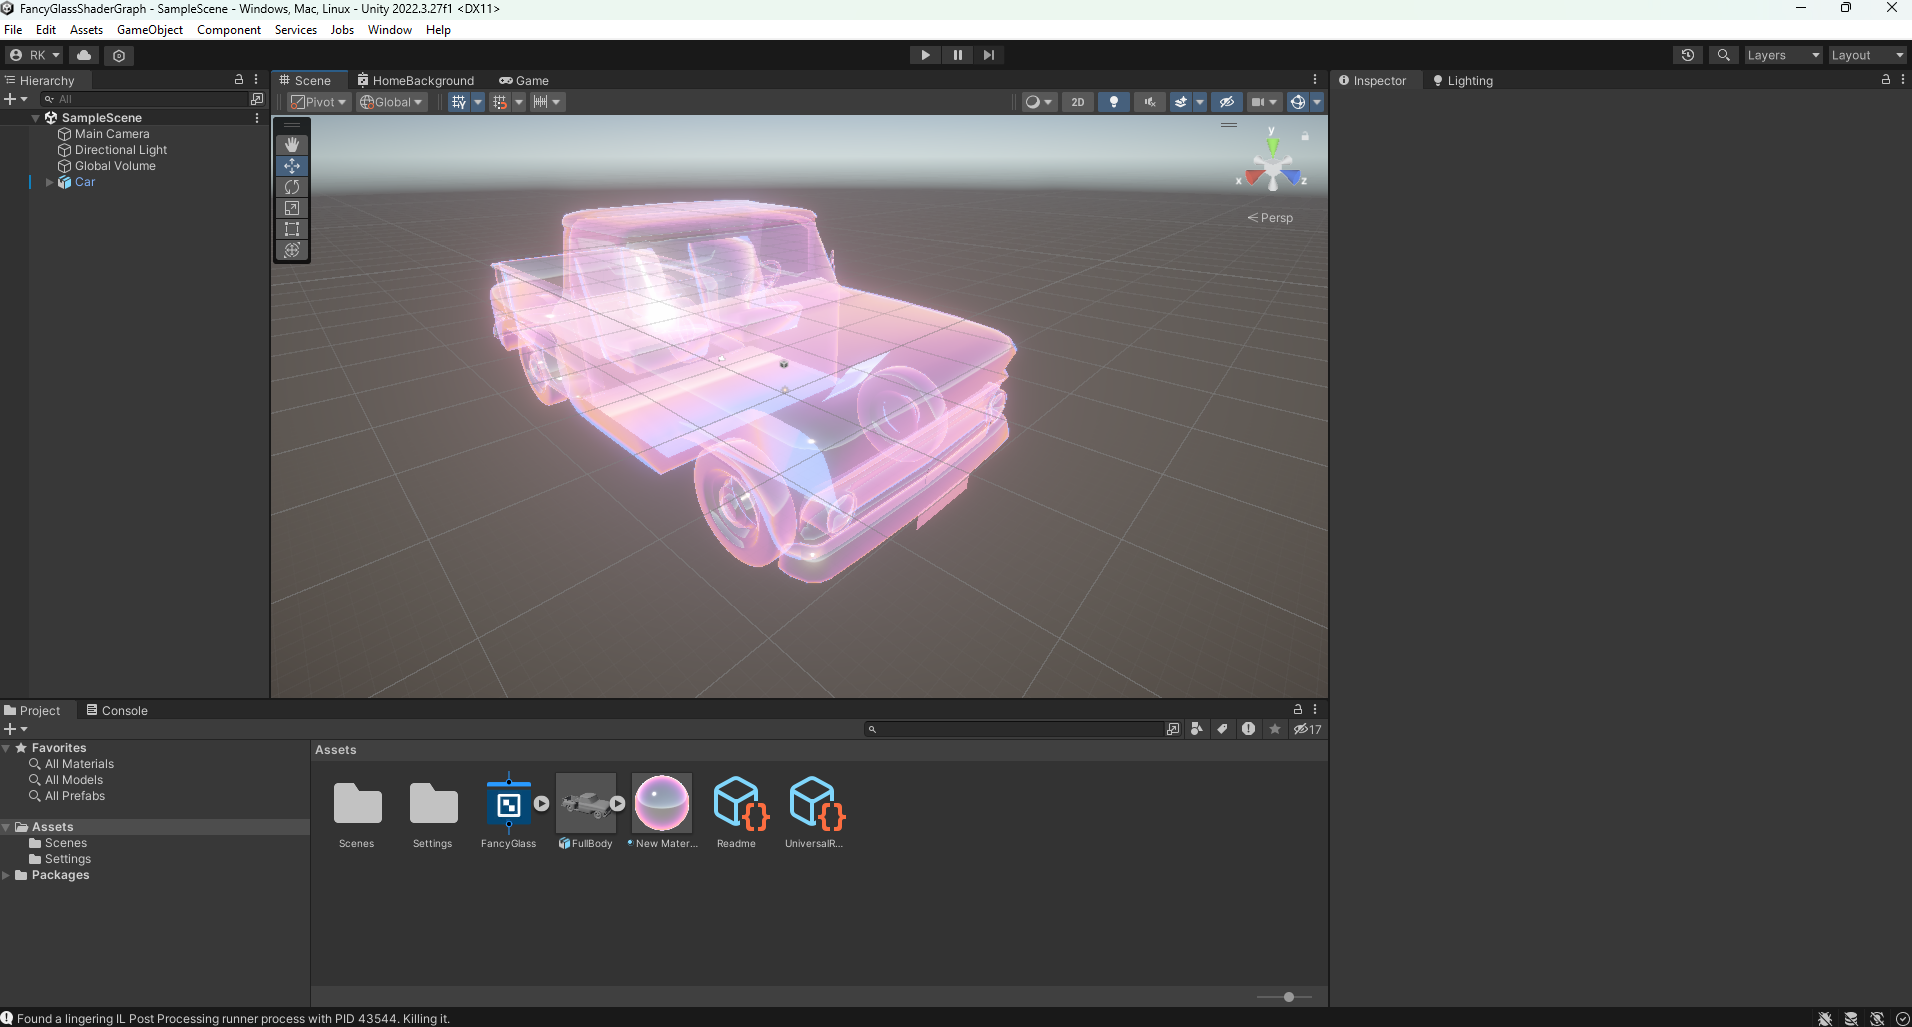 FancyGlassShaderGraph - SampleScene - Windows, Mac, Linux - Unity 2022.3.27f1 <DX11>
File Edit Assets GameObject Component Services Jobs Window Help
RK Layers Layout
Hierarchy
All
SampleScene
Main Camera
Directional Light
Global Volume
Car
Scene HomeBackground Game
Pivot Global 2D
y
x z
Persp
Inspector Lighting
Project Console
17
Favorites
All Materials
All Models
All Prefabs
Assets
Scenes
Settings
Packages
Assets
Scenes Settings FancyGlass FullBody New Mater... Readme UniversalR...
Found a lingering IL Post Processing runner process with PID 43544. Killing it.